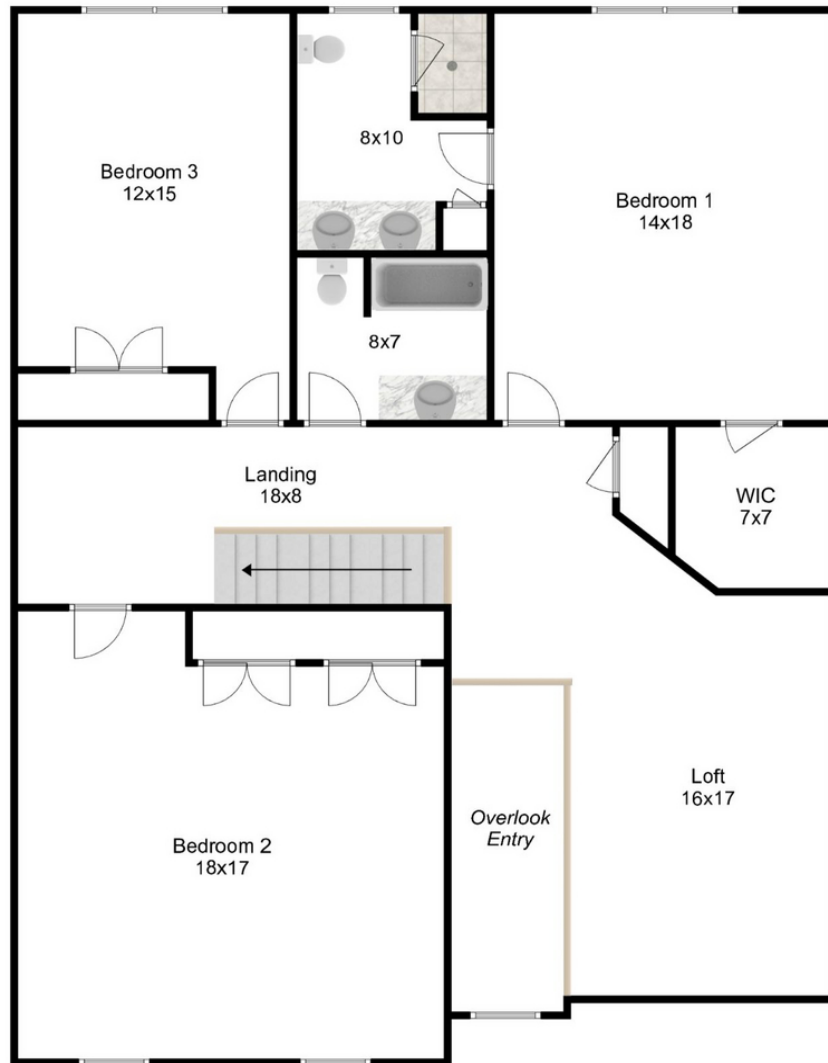 8x10
Bedroom 3
12x15
Bedroom 1
14x18
8x7
Landing
18x8
WIC
7x7
Loft
16x17
Overlook
Entry
Bedroom 2
18x17